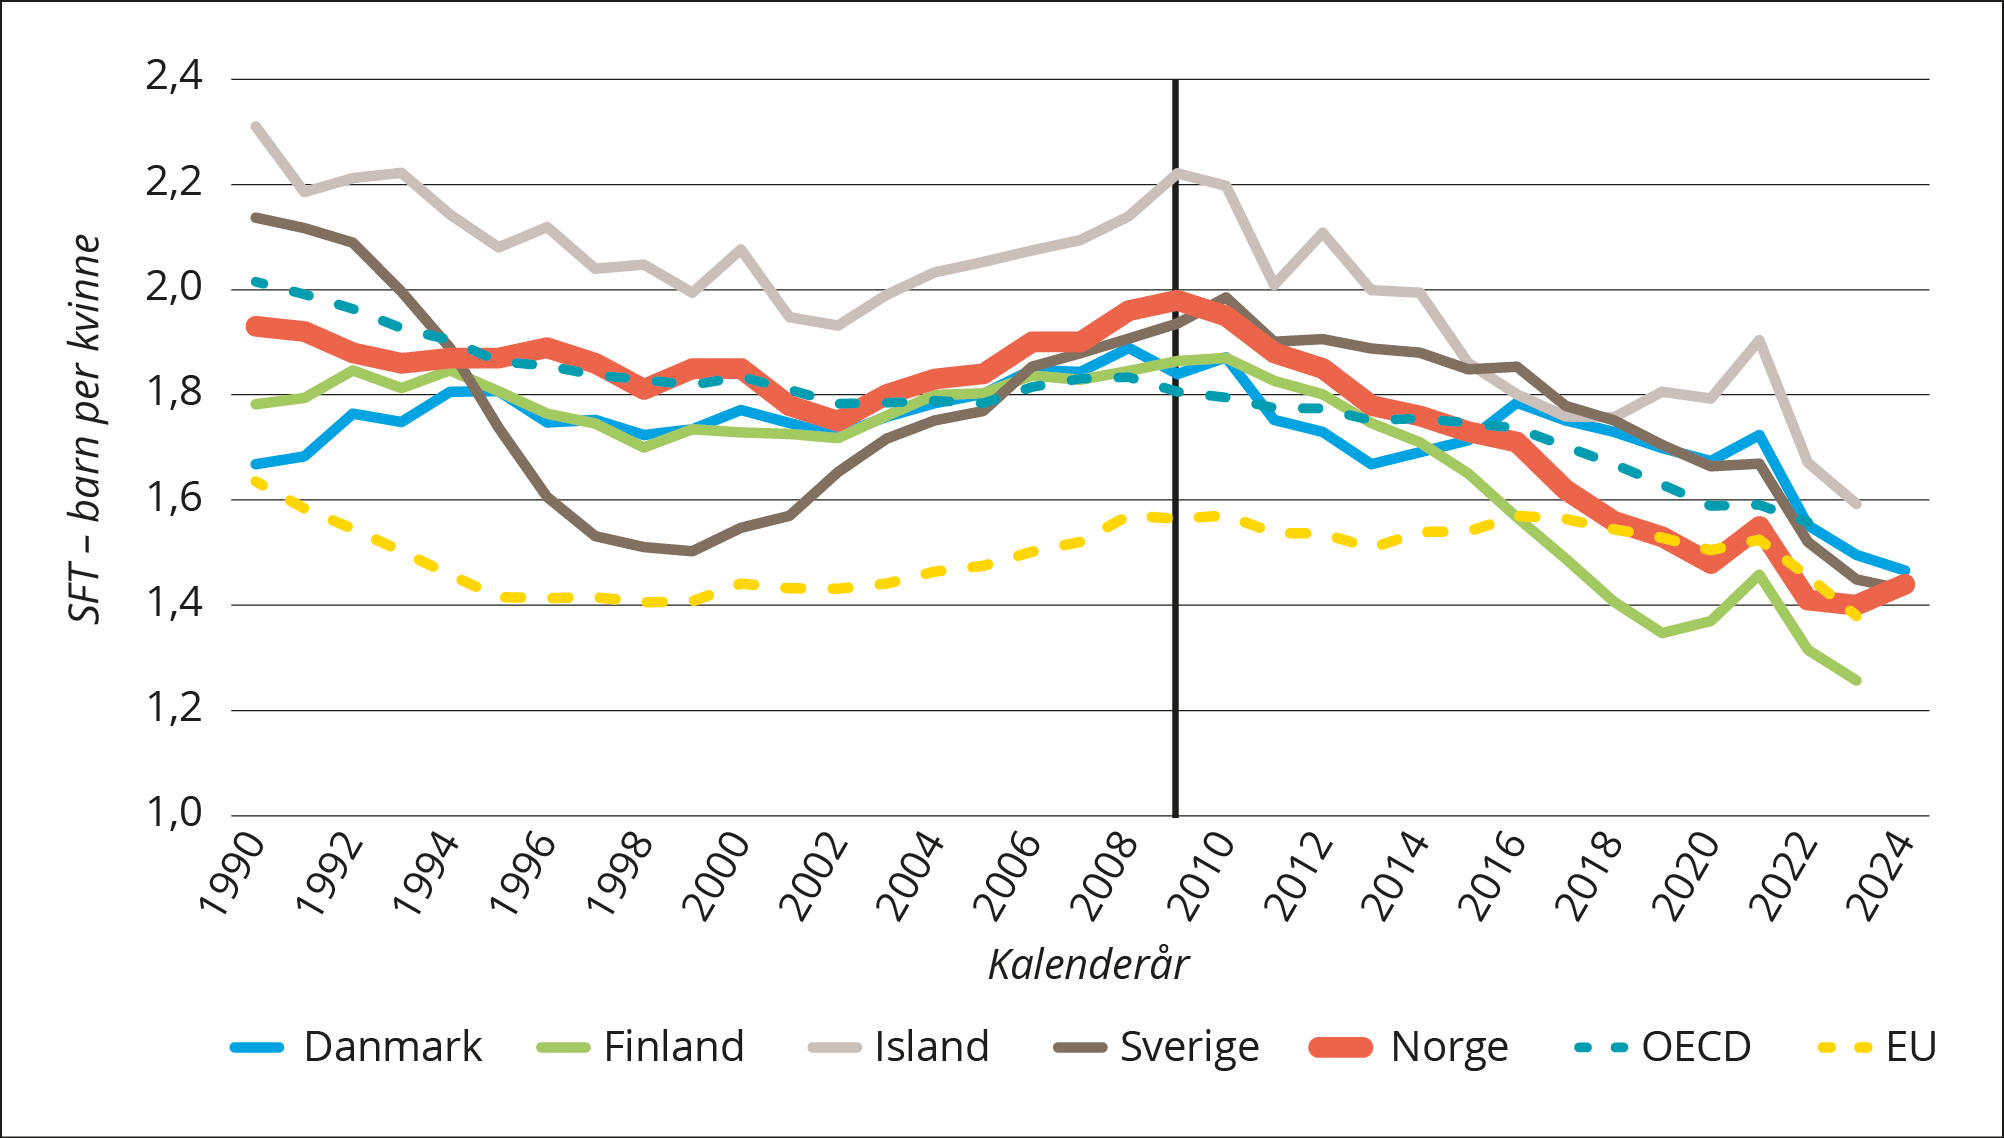 2,4
2,2
2,0
1,8
1,6
1,4
1,2
1,0
SFT – barn per kvinne
1990 1992 1994 1996 1998 2000 2002 2004 2006 2008 2010 2012 2014 2016 2018 2020 2022 2024
Kalenderår
Danmark Finland Island Sverige Norge OECD EU